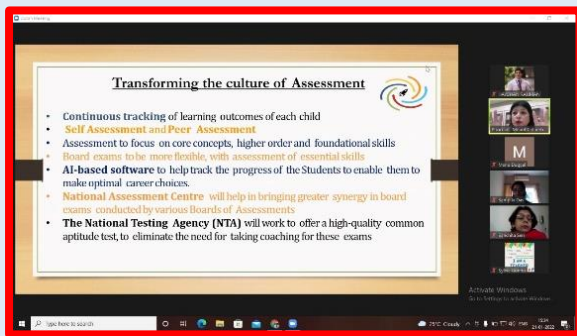 Zoom Meeting
Transforming the culture of Assessment
• Continuous tracking of learning outcomes of each child
• Self Assessment and Peer Assessment
• Assessment to focus on core concepts, higher order and foundational skills
• Board exams to be more flexible, with assessment of essential skills
• AI-based software to help track the progress of the Students to enable them to
make optimal career choices.
• National Assessment Centre will help in bringing greater synergy in board
exams conducted by various Boards of Assessments
• The National Testing Agency (NTA) will work to offer a high-quality common
aptitude test, to eliminate the need for taking coaching for these exams
M
Activate Windows
Go to Settings to activate Windows.
Type here to search
25°C Cloudy
ENG